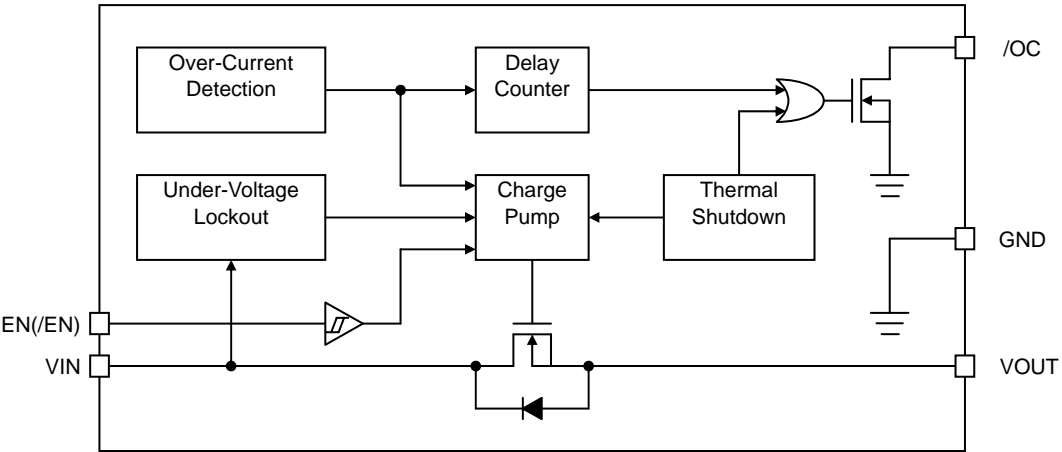 Over-Current
Detection
Delay
Counter
/OC
Under-Voltage
Lockout
Charge
Pump
Thermal
Shutdown
GND
EN(/EN)
VIN
VOUT